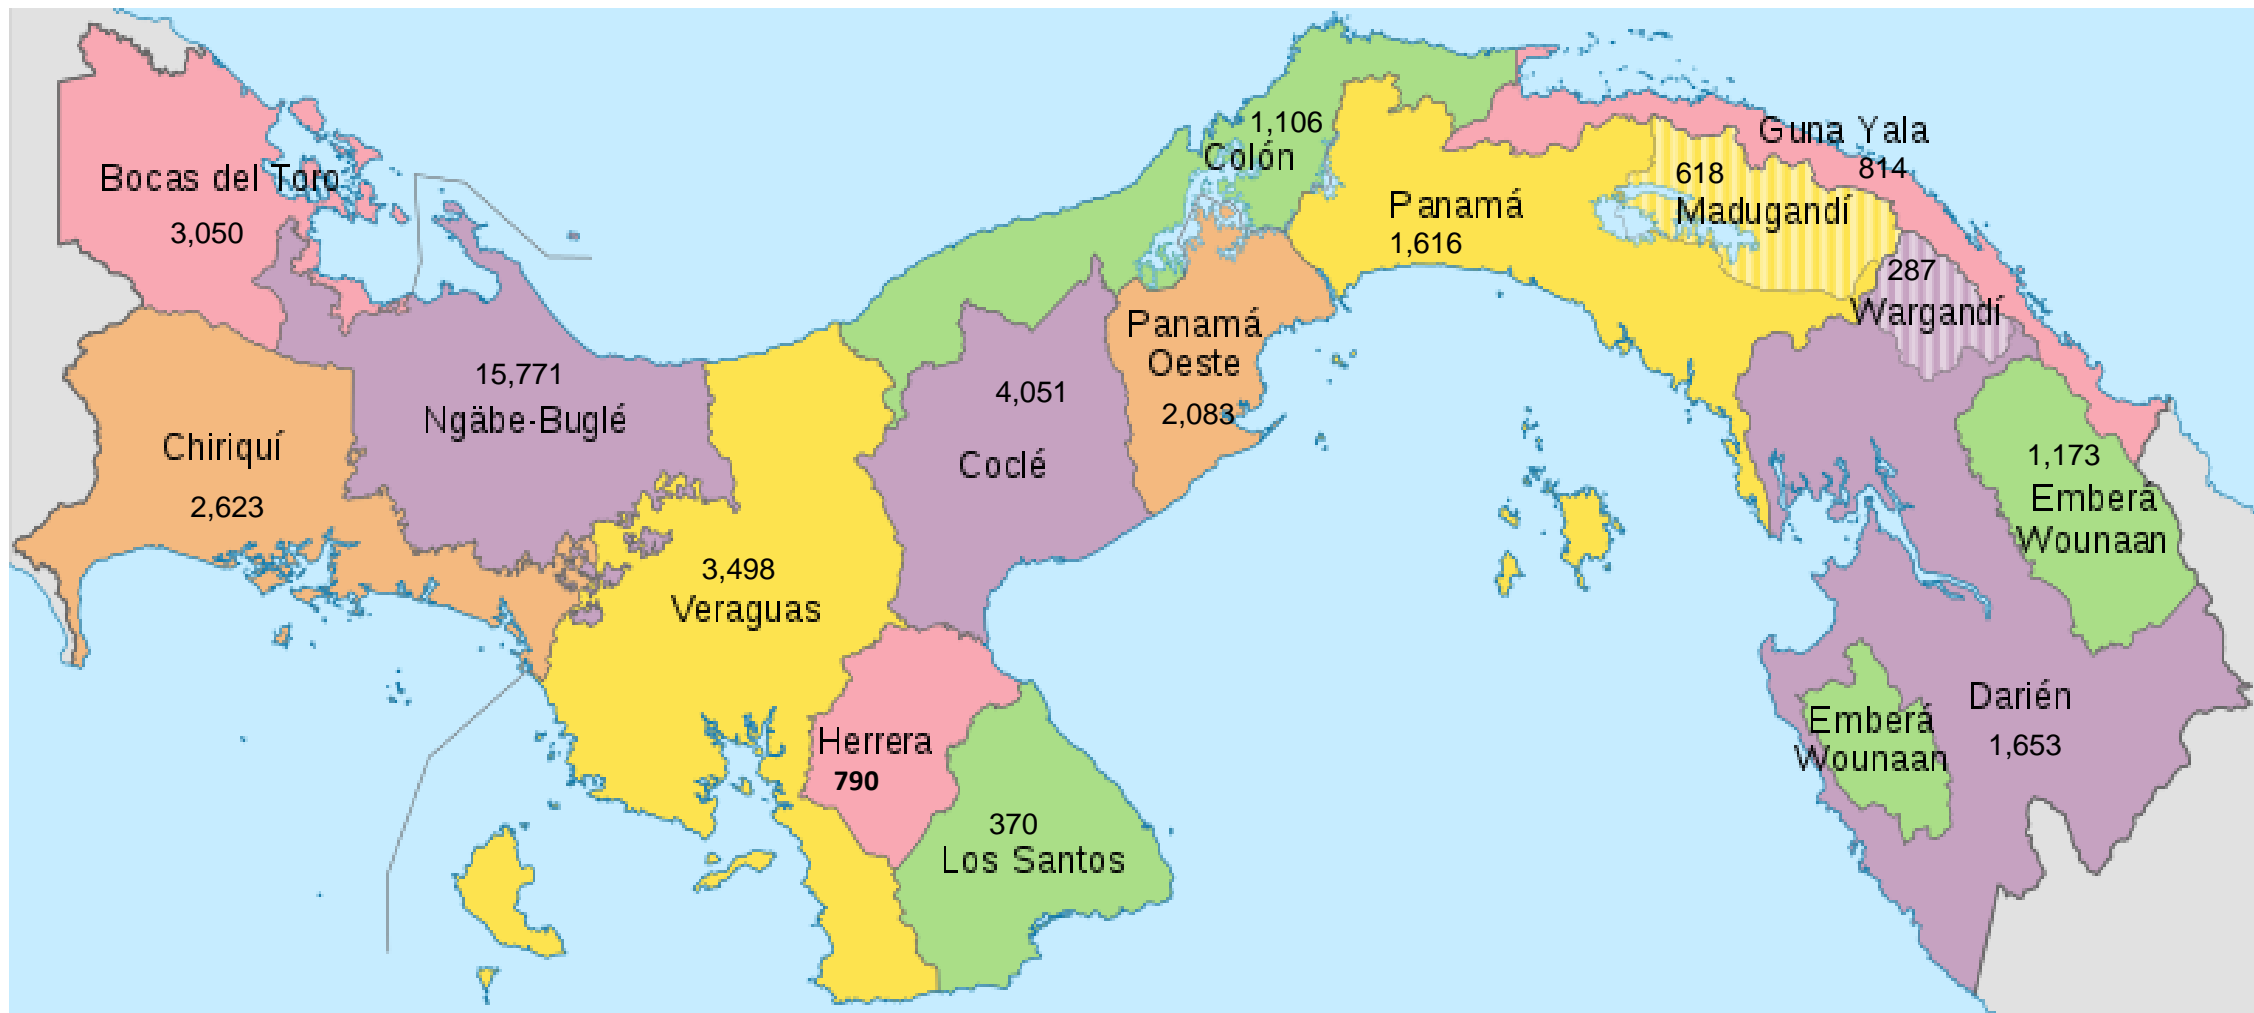 Bocas del Toro
3,050
Chiriquí
2,623
15,771
Ngäbe-Buglé
3,498
Veraguas
Herrera
790
370
Los Santos
4,051
Coclé
1,106
Colón
Panamá
Oeste
2,083
Panamá
1,616
618
Madugandí
Guna Yala
814
287
Wargandí
1,173
Emberá
Wounaan
Darién
1,653
Emberá
Wounaan